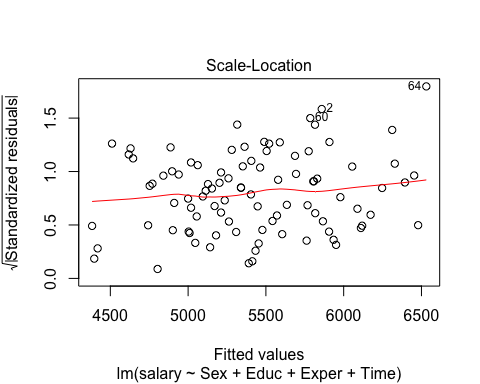 Scale-Location
√|Standardized residuals|
1.5
1.0
0.5
0.0
64
2
60
4500 5000 5500 6000 6500
Fitted values
lm(salary ~ Sex + Educ + Exper + Time)